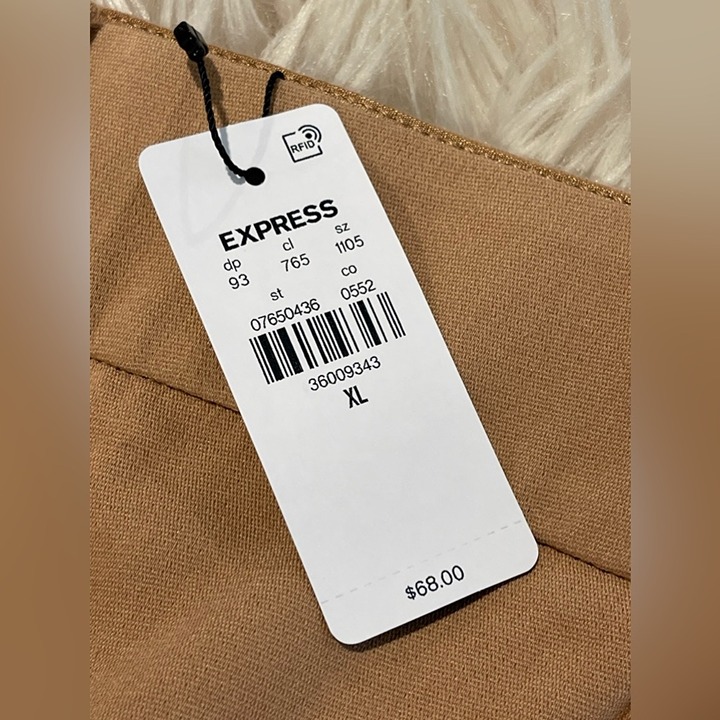 RFID
EXPRESS
dp cl sz
93 765 1105
st co
07650436 0552
36009343
XL
$68.00